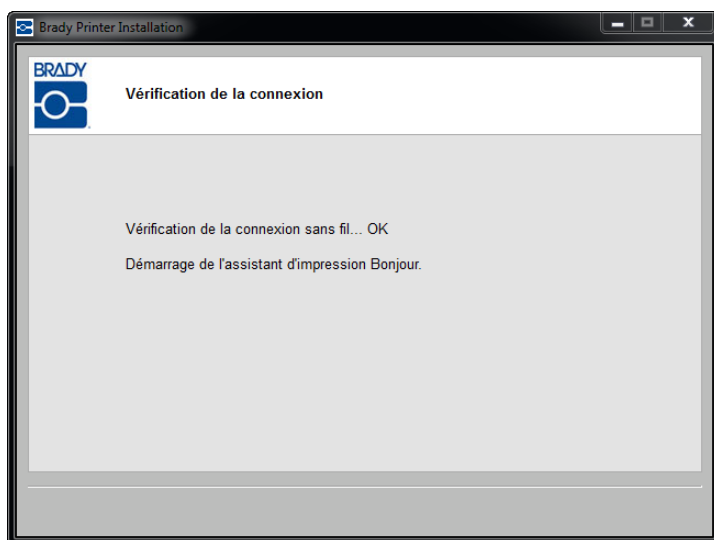 Brady Printer Installation
BRADY
Vérification de la connexion
Vérification de la connexion sans fil... OK
Démarrage de l'assistant d'impression Bonjour.